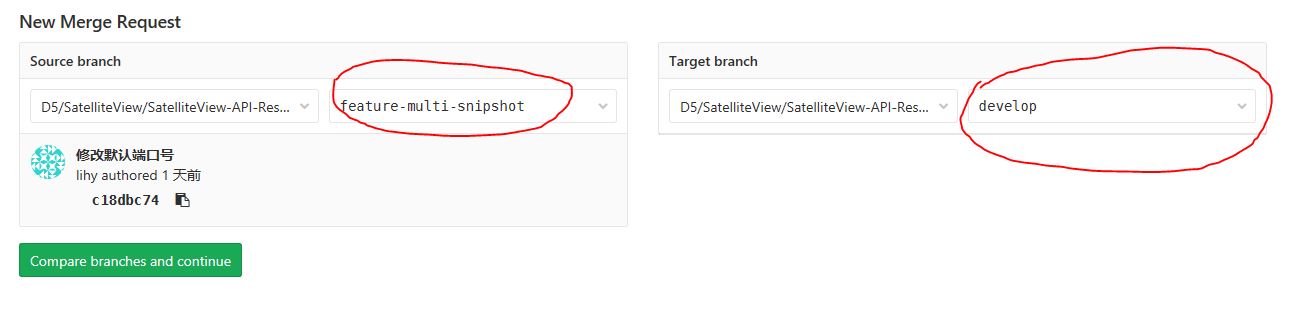 New Merge Request
Source branch
D5/SatelliteView/SatelliteView-API-Res...
feature-multi-snipshot
修改默认端口号
lihy authored 1 天前
c18dbc74
Target branch
D5/SatelliteView/SatelliteView-API-Res...
develop
Compare branches and continue